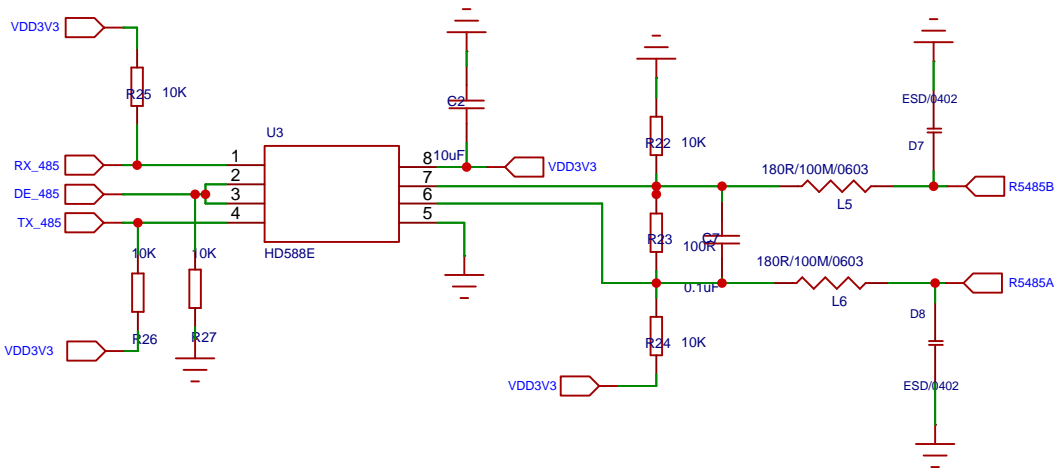 VDD3V3
R25 10K
U3
C2
10uF
RX_485
DE_485
TX_485
1
2
3
4
8
7
6
5
VDD3V3
HD588E
10K
10K
R26
R27
VDD3V3
R22 10K
R23
100R
C7
0.1uF
R24 10K
VDD3V3
ESD/0402
D7
180R/100M/0603
L5
R5485B
180R/100M/0603
L6
R5485A
D8
ESD/0402